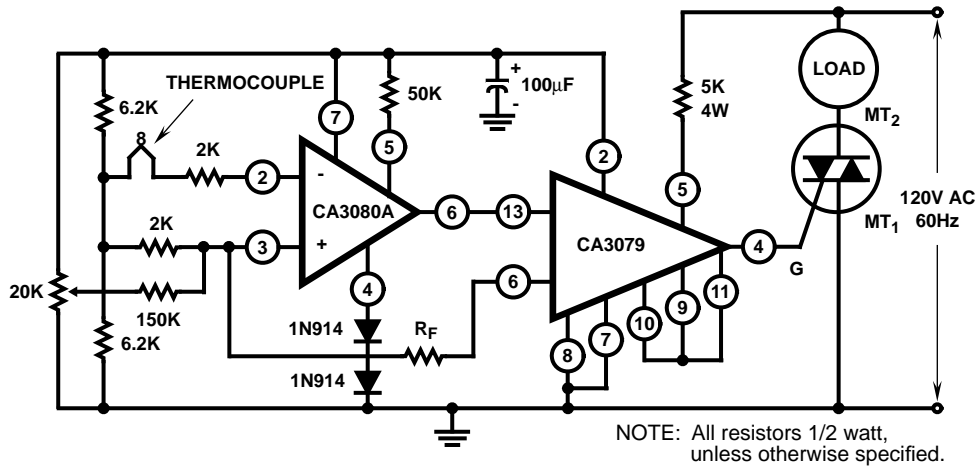 THERMOCOUPLE
6.2K
8
2K
2
7
50K
5
+
100μF
-
2
5K
4W
5
LOAD
MT2
MT1
120V AC
60Hz
-
CA3080A
+
6
13
CA3079
4
G
2K
3
20K
150K
4
6
6.2K
1N914
RF
1N914
8
7
10
9
11
NOTE: All resistors 1/2 watt,
unless otherwise specified.